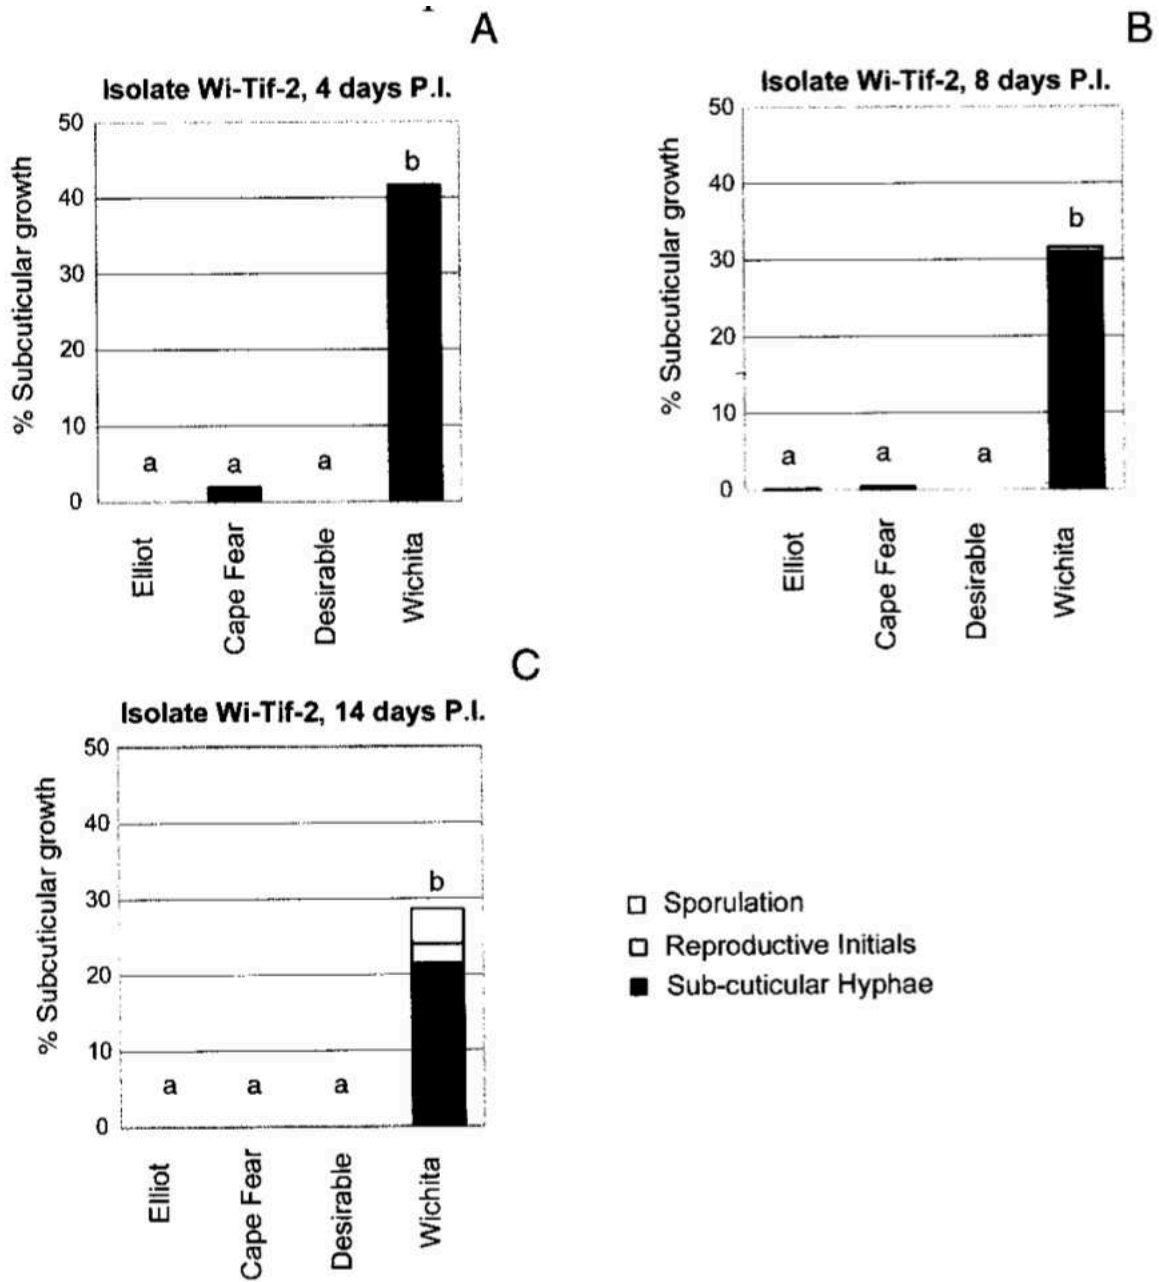 A
Isolate Wi-Tif-2, 4 days P.I.
% Subcuticular growth
50
40
30
20
10
0
b
a
a
a
Elliot
Cape Fear
Desirable
Wichita
B
Isolate Wi-Tif-2, 8 days P.I.
% Subcuticular growth
50
40
30
20
10
0
b
a
a
a
Elliot
Cape Fear
Desirable
Wichita
C
Isolate Wi-Tif-2, 14 days P.I.
% Subcuticular growth
50
40
30
20
10
0
b
a
a
a
Elliot
Cape Fear
Desirable
Wichita
Sporulation
Reproductive Initials
Sub-cuticular Hyphae